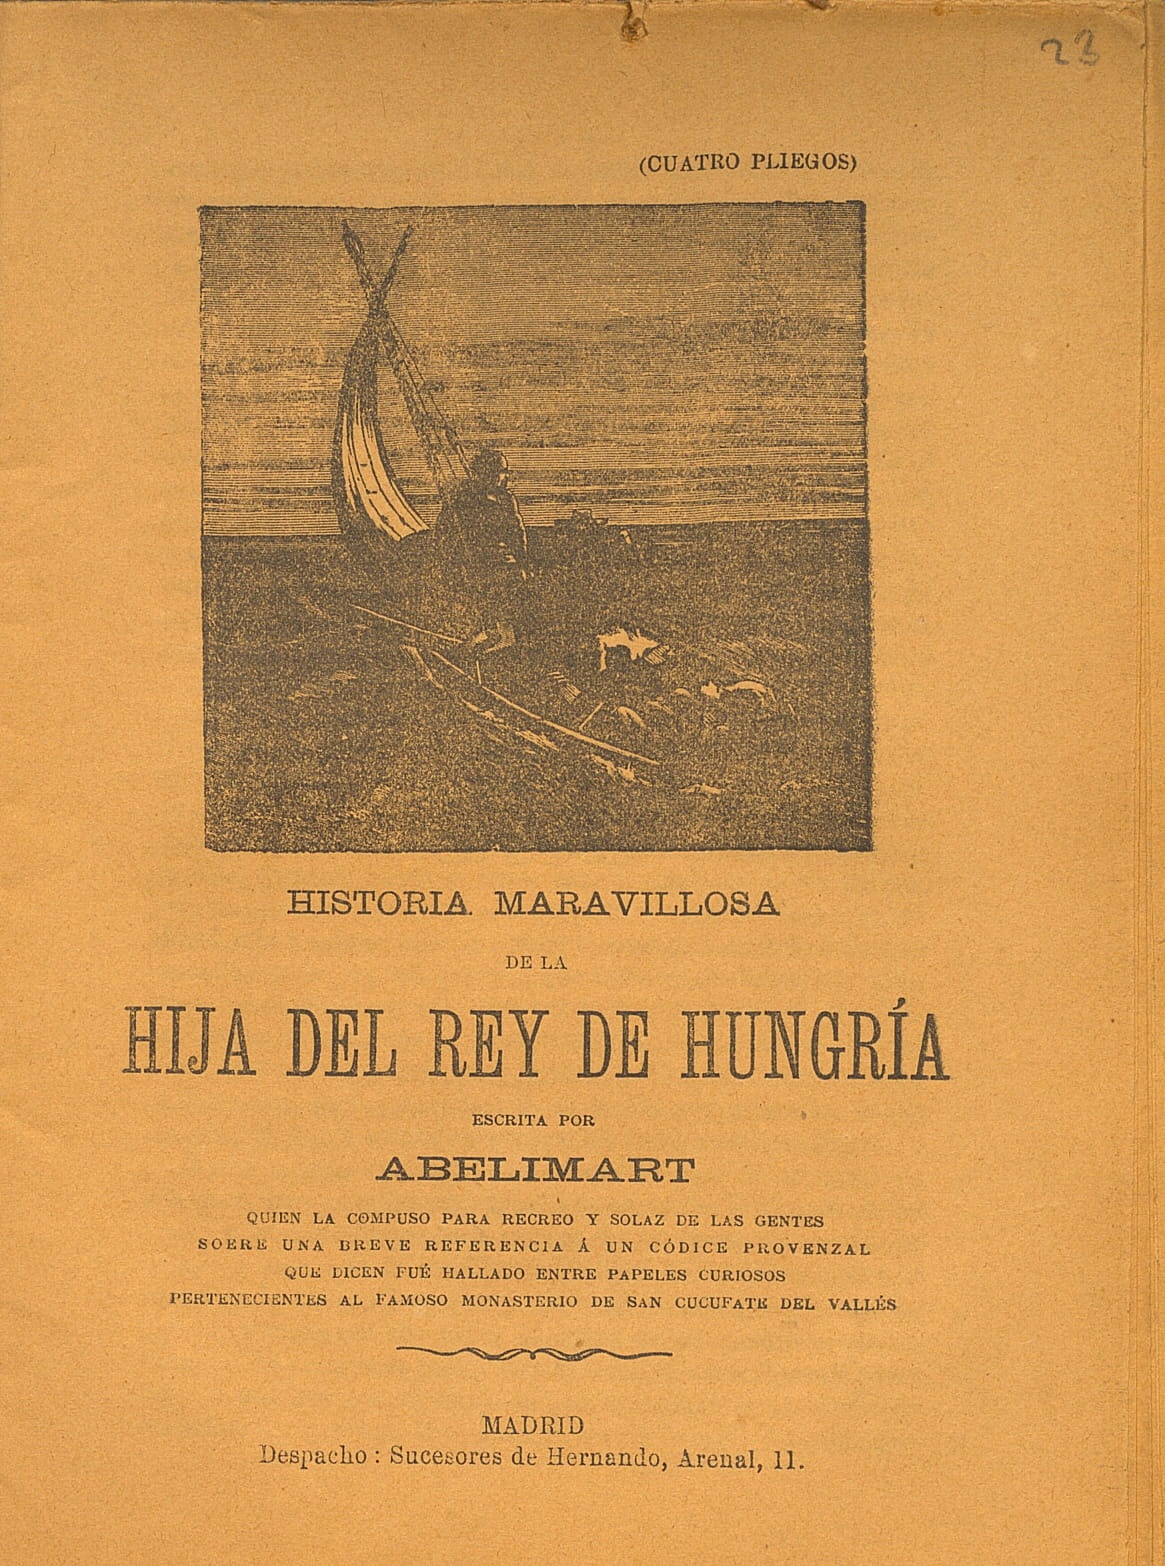 23
(CUATRO PLIEGOS)
HISTORIA MARAVILLOSA
DE LA
HIJA DEL REY DE HUNGRÍA
ESCRITA POR
ABELIMART
QUIEN LA COMPUSO PARA RECREO Y SOLAZ DE LAS GENTES
SOBRE UNA BREVE REFERENCIA Á UN CÓDICE PROVENZAL
QUE DICEN FUÉ HALLADO ENTRE PAPELES CURIOSOS
PERTENECIENTES AL FAMOSO MONASTERIO DE SAN CUCUFATE DEL VALLÉS
MADRID
Despacho: Sucesores de Hernando, Arenal, 11.